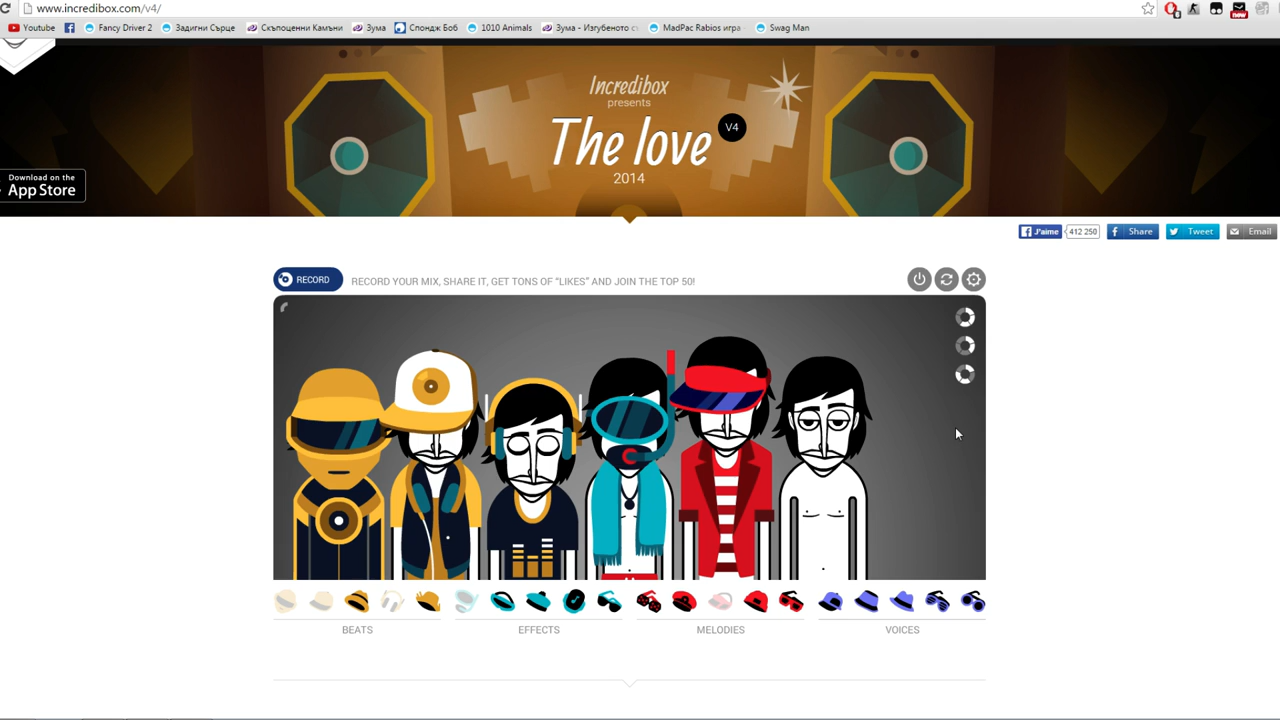 www.incredibox.com/v4/
Youtube
Fancy Driver 2
Задигни Сърце
Скъпоценни Камъни
Зума
Спондж Боб
1010 Animals
Зума - Изгубеното с
MadPac Rabios игра
Swag Man
new
Incredibox
presents
The love
V4
2014
Download on the
App Store
J'aime
412 250
Share
Tweet
Email
RECORD
RECORD YOUR MIX, SHARE IT, GET TONS OF “LIKES” AND JOIN THE TOP 50!
BEATS
EFFECTS
MELODIES
VOICES